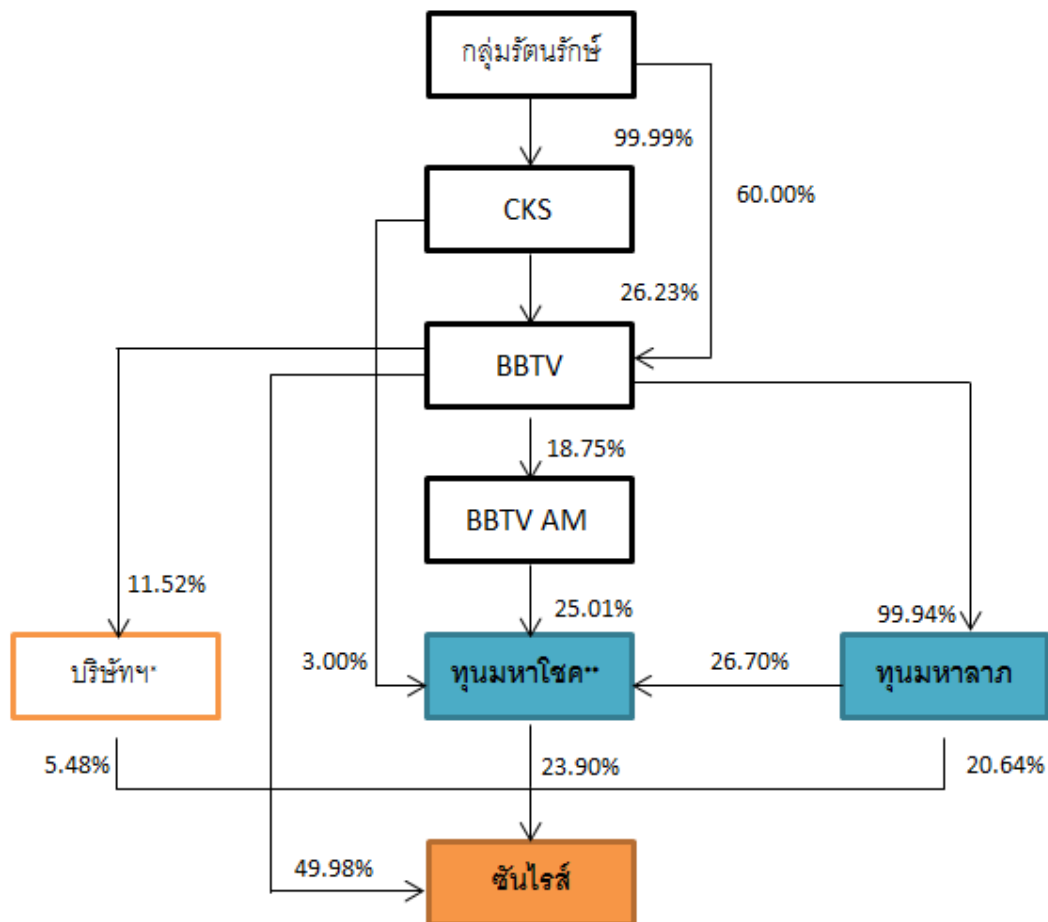 กลุ่มรัตนรักษ์
99.99%
CKS
60.00%
26.23%
BBTV
18.75%
BBTV AM
11.52%
25.01%
99.94%
บริษัทฯ*
3.00%
ทุนมหาโชค**
26.70%
ทุนมหาลาภ
5.48%
23.90%
20.64%
49.98%
ซันไรส์